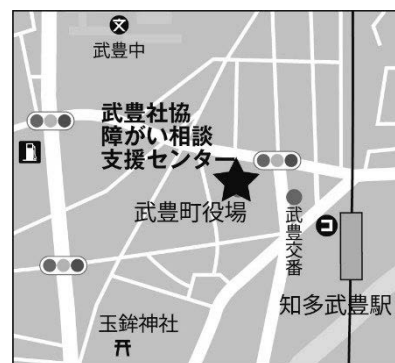 武豊中
武豊社協
障がい相談
支援センター
武豊町役場
武豊交番
コ
知多武豊駅
玉鉾神社